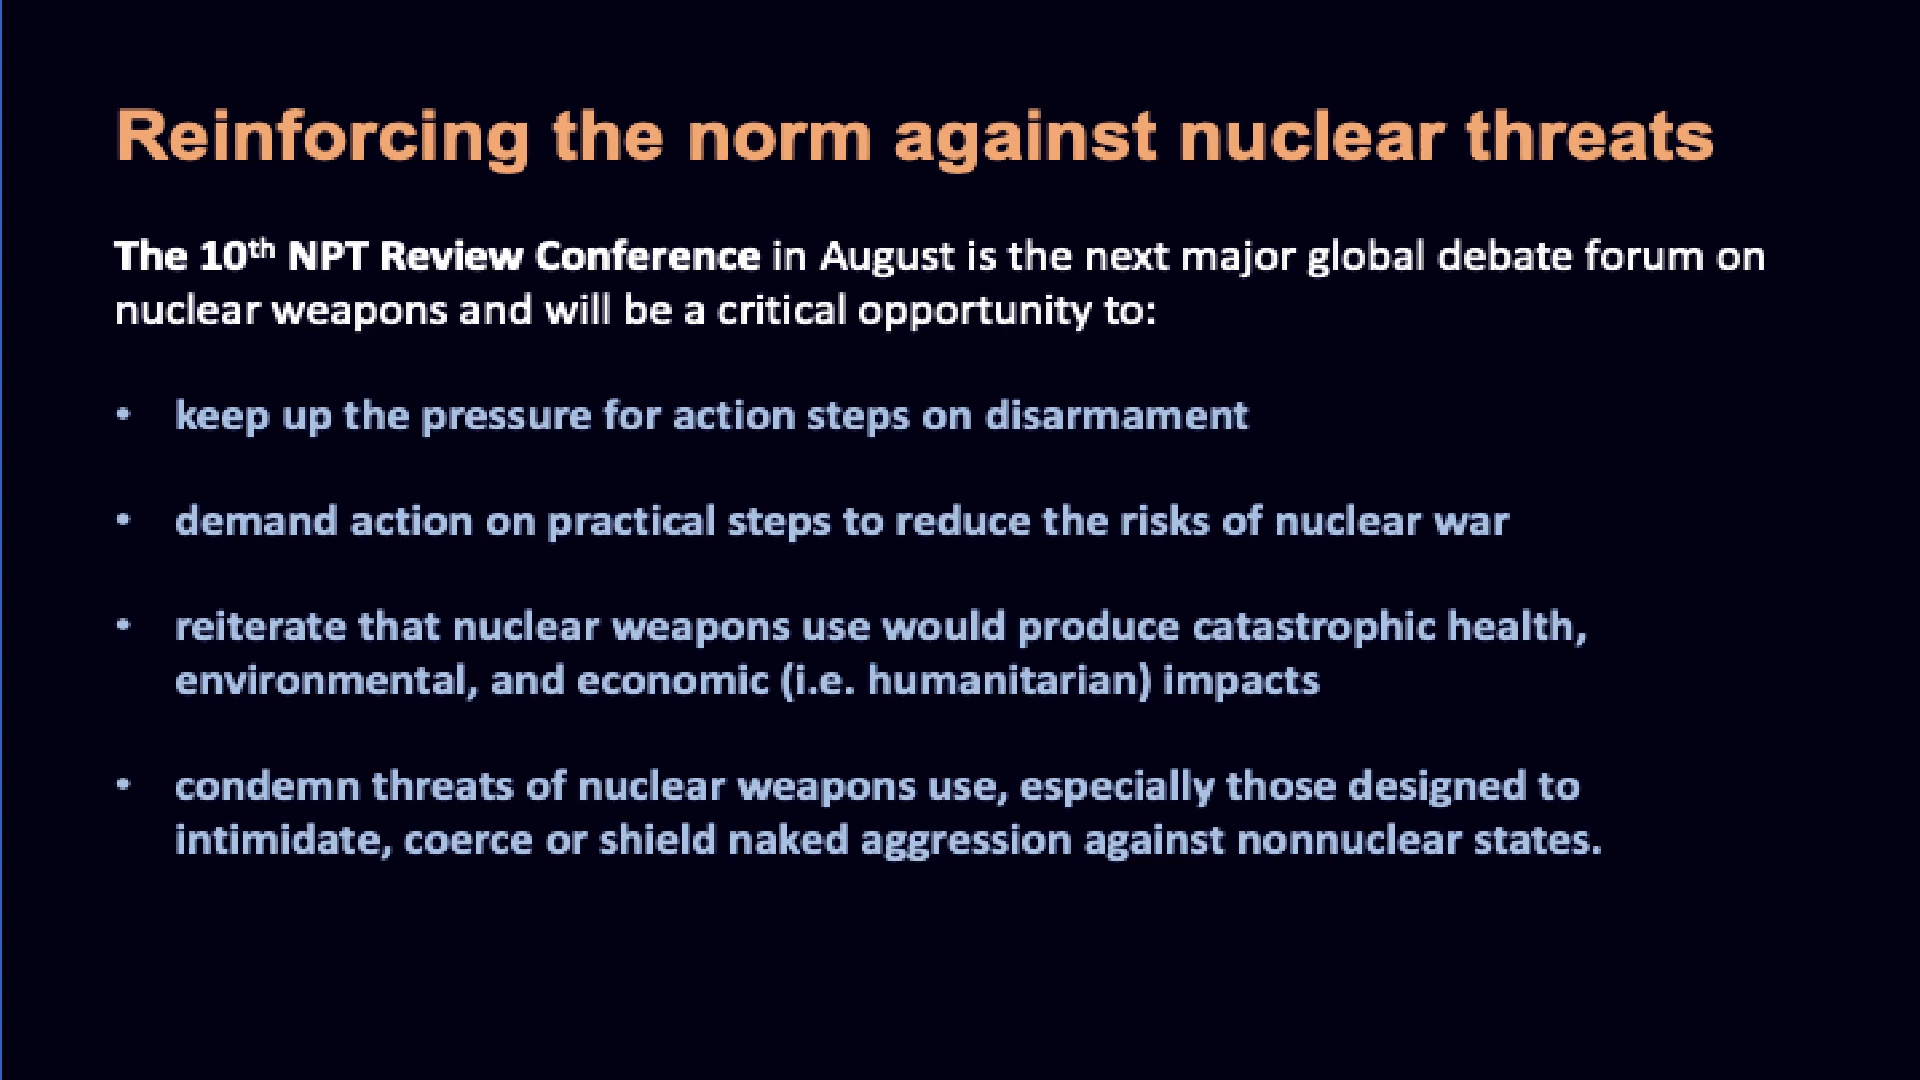 Reinforcing the norm against nuclear threats
The 10th NPT Review Conference in August is the next major global debate forum on
nuclear weapons and will be a critical opportunity to:
• keep up the pressure for action steps on disarmament
• demand action on practical steps to reduce the risks of nuclear war
• reiterate that nuclear weapons use would produce catastrophic health,
environmental, and economic (i.e. humanitarian) impacts
• condemn threats of nuclear weapons use, especially those designed to
intimidate, coerce or shield naked aggression against nonnuclear states.